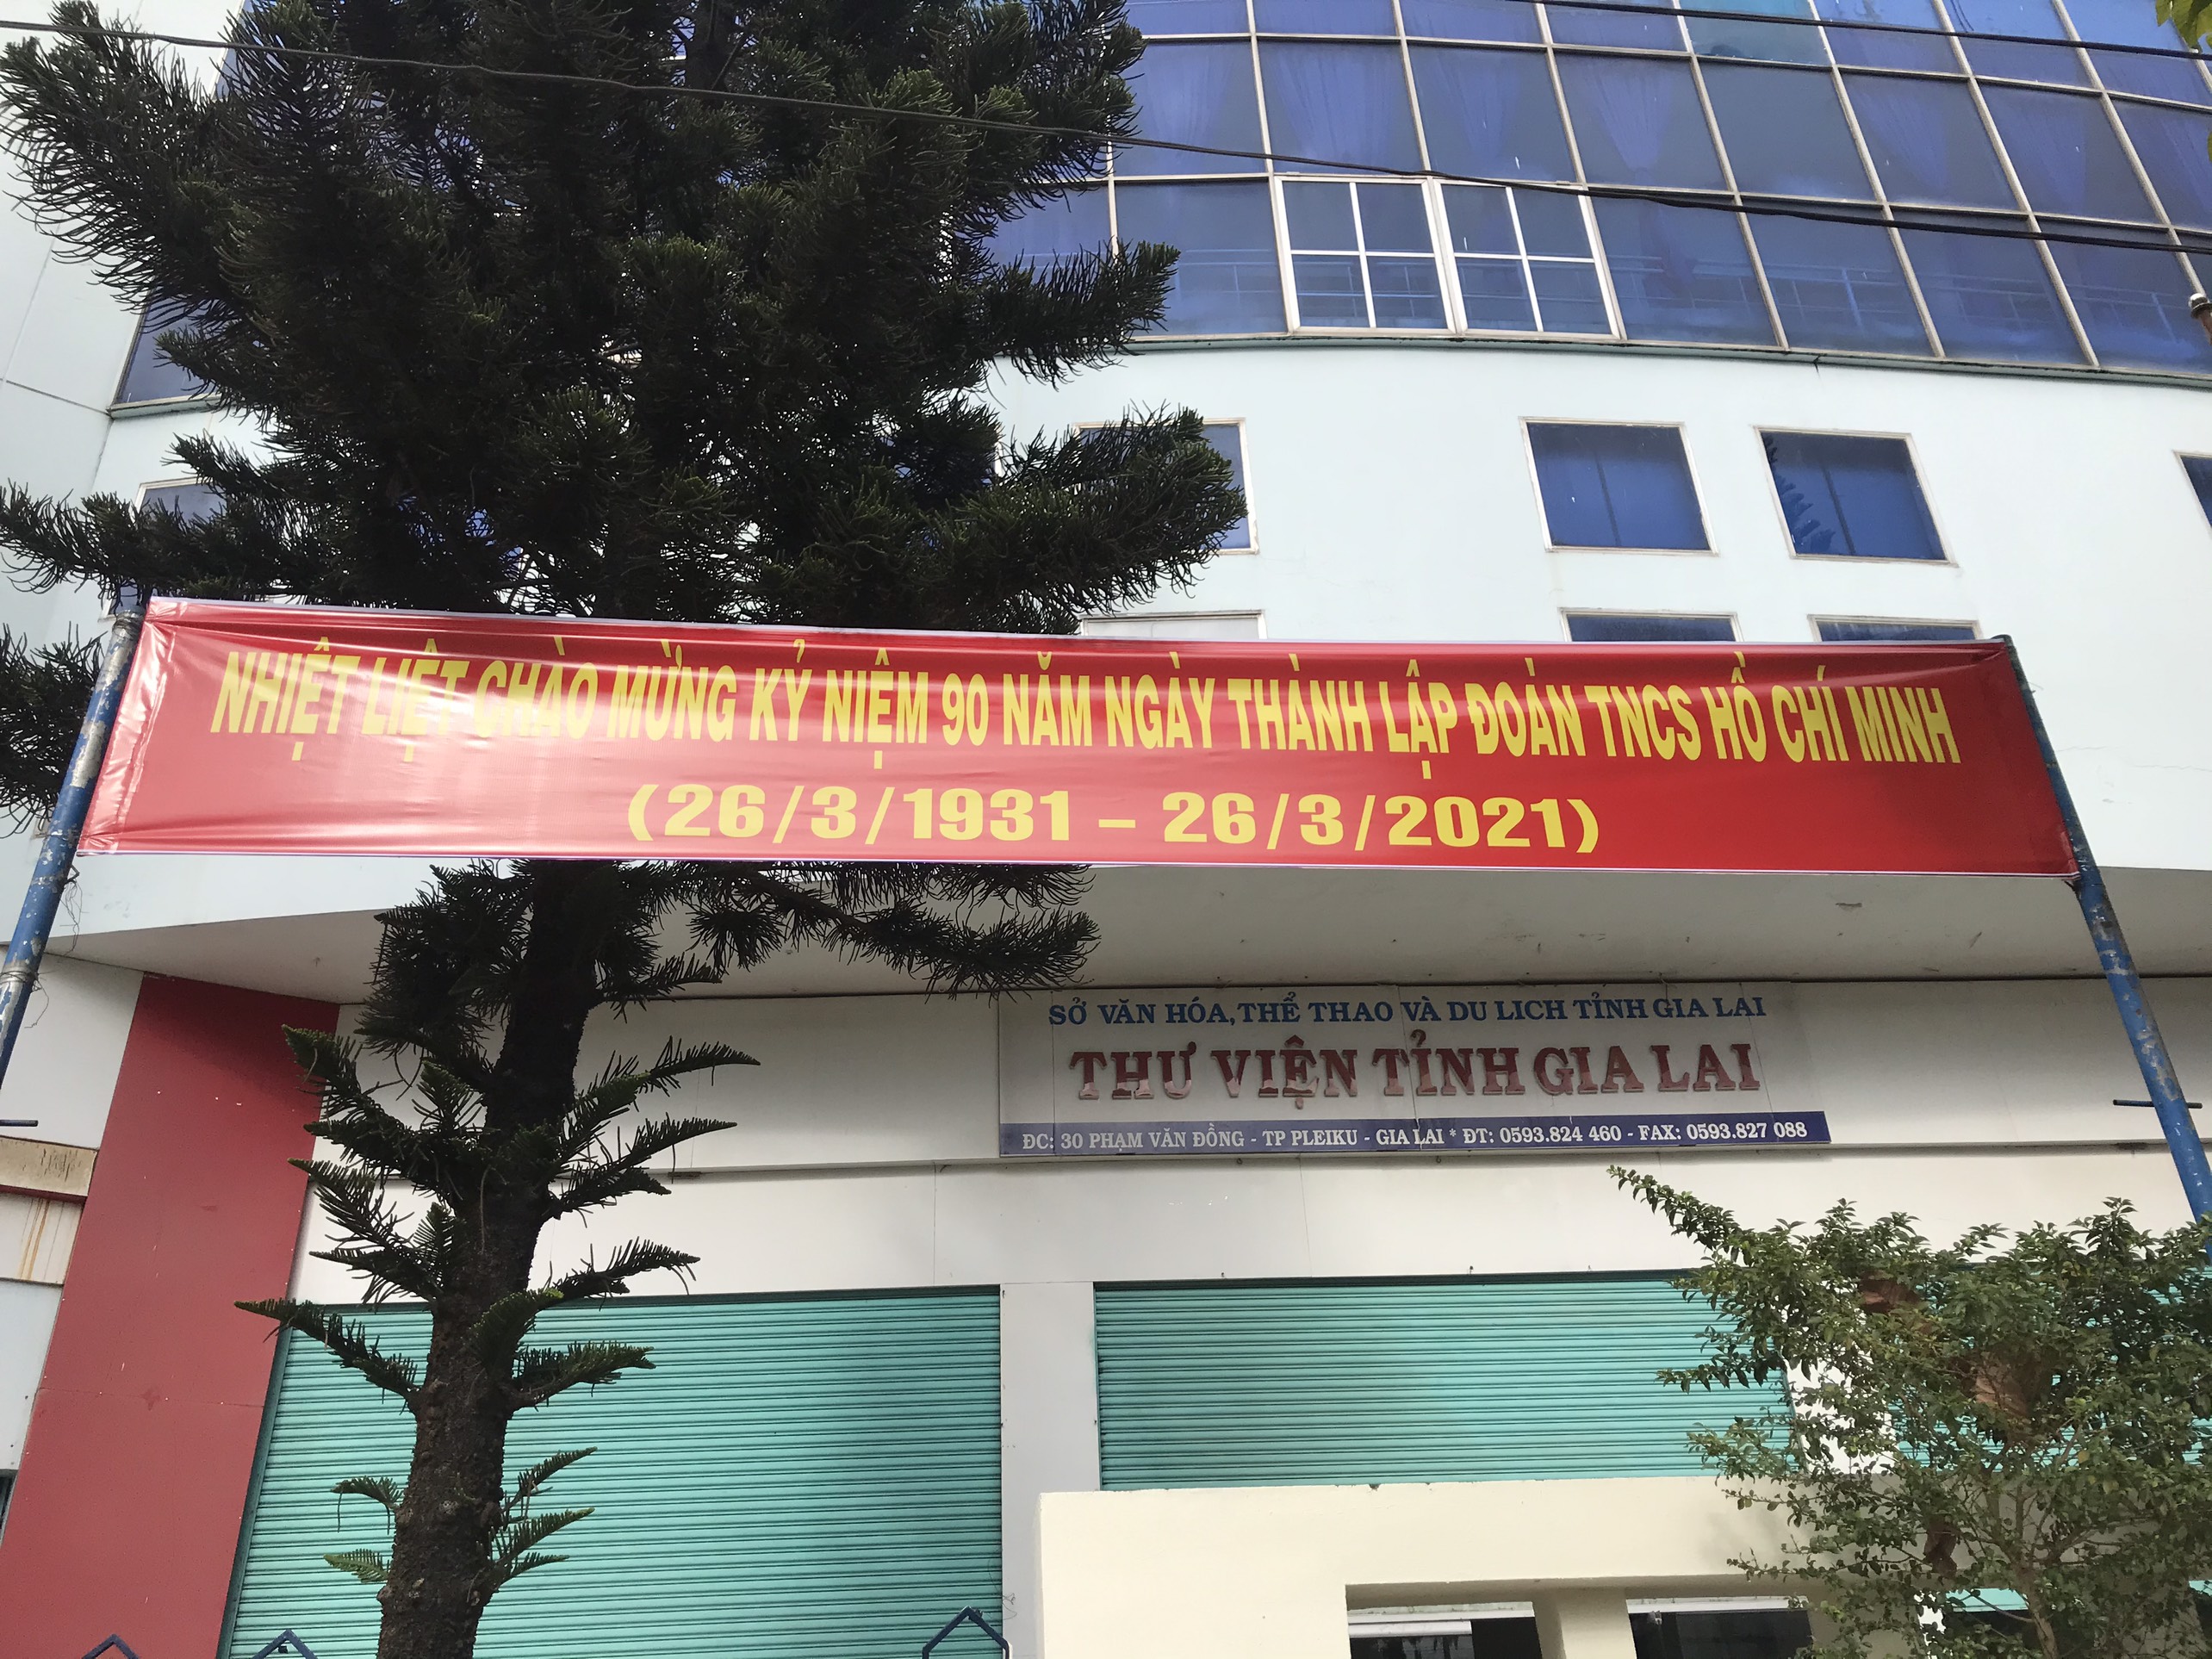 NHIỆT LIỆT CHÀO MỪNG KỶ NIỆM 90 NĂM NGÀY THÀNH LẬP ĐOÀN TNCS HỒ CHÍ MINH
(26/3/1931 – 26/3/2021)
SỞ VĂN HÓA, THỂ THAO VÀ DU LỊCH TỈNH GIA LAI
THƯ VIỆN TỈNH GIA LAI
ĐC: 30 PHẠM VĂN ĐỒNG - TP PLEIKU - GIA LAI * ĐT: 0593.824 460 - FAX: 0593.827 088